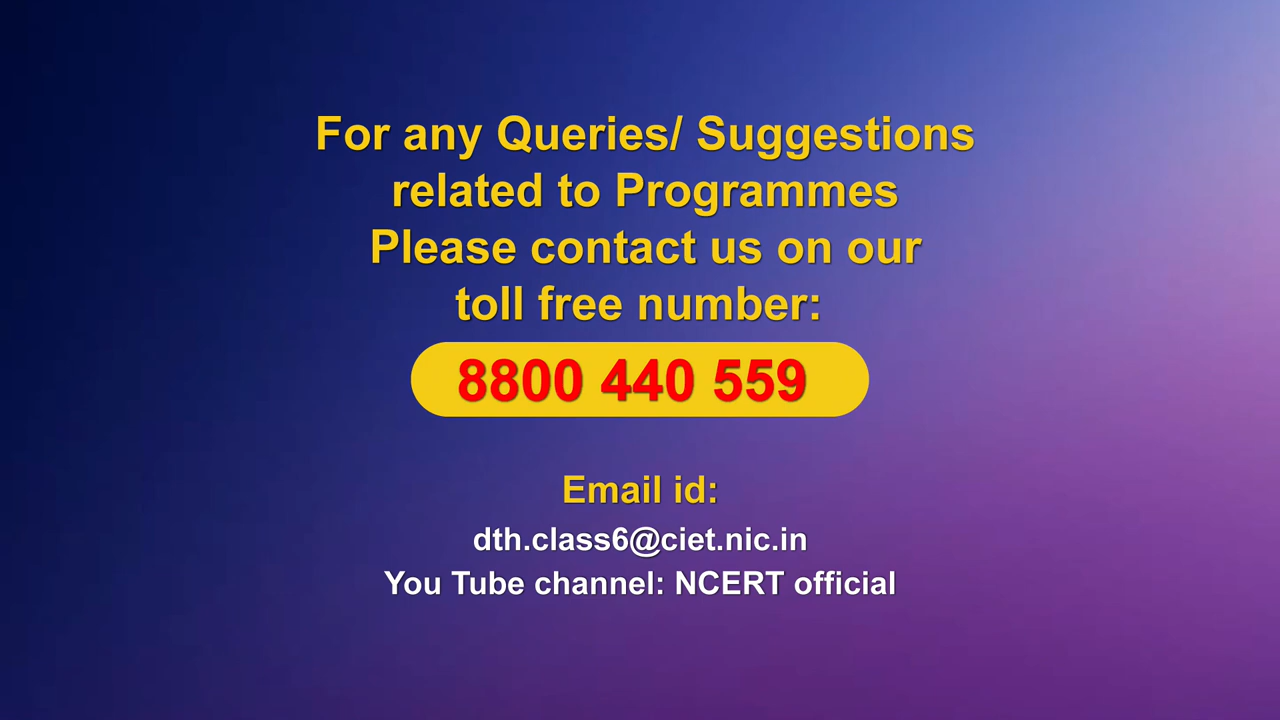 For any Queries/ Suggestions
related to Programmes
Please contact us on our
toll free number:
8800 440 559
Email id:
dth.class6@ciet.nic.in
You Tube channel: NCERT official